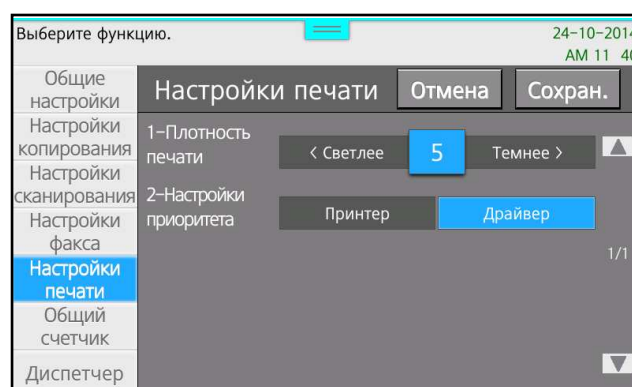 Выберите функцию.
24-10-2014
AM 11 40
Общие
настройки
Настройки
копирования
Настройки
сканирования
Настройки
факса
Настройки
печати
Общий
счетчик
Диспетчер
Настройки печати
Отмена
Сохран.
1-Плотность
печати
< Светлее
5
Темнее >
2-Настройки
приоритета
Принтер
Драйвер
1/1